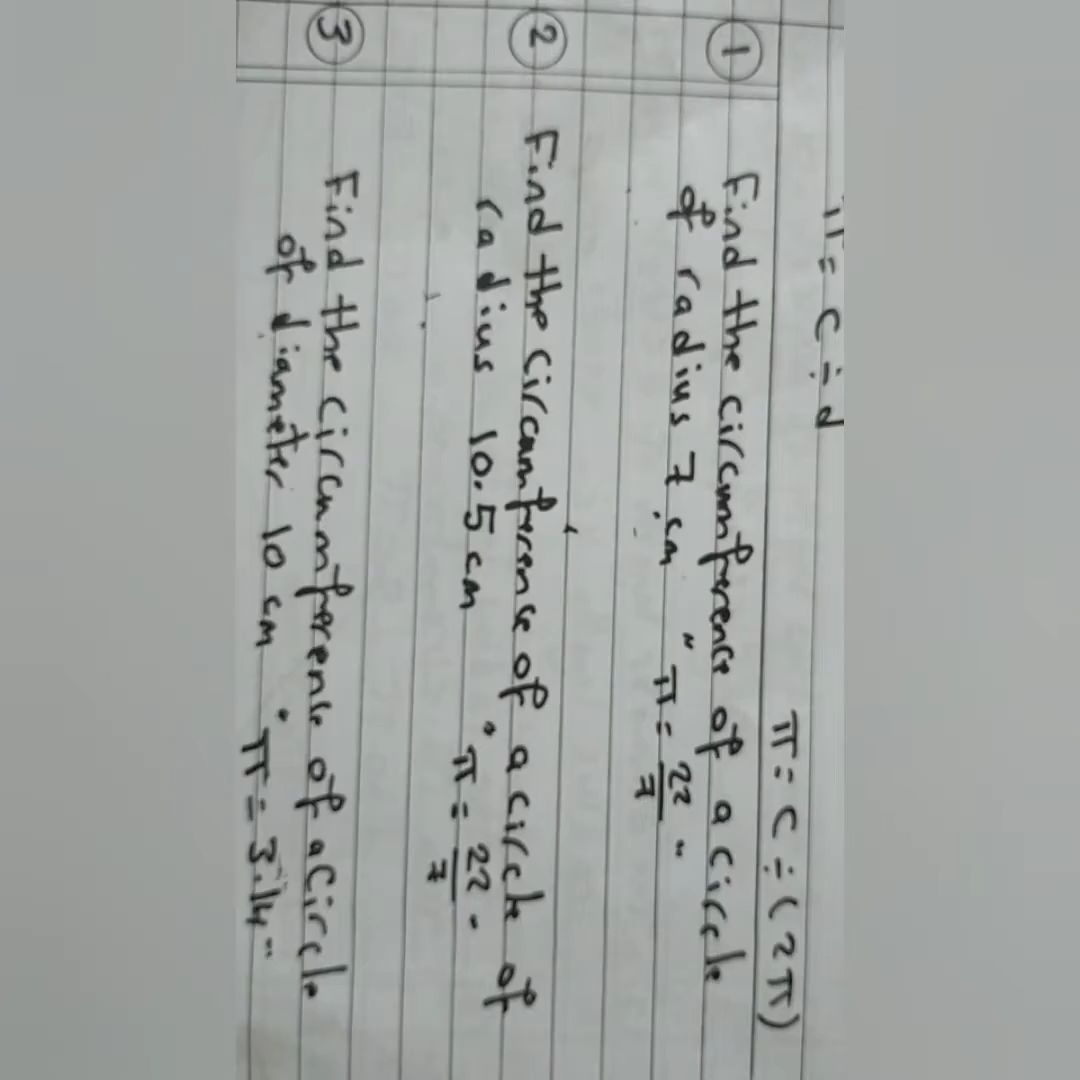 π = C ÷ d
π = C ÷ (2π)
① Find the circumference of a circle
of radius 7 cm " π = 22/7 "
② Find the Circumference of a circle of
radius 10.5 cm " π = 22/7 "
③ Find the circumference of a Circle
of diameter 10 cm " π = 3.14 "